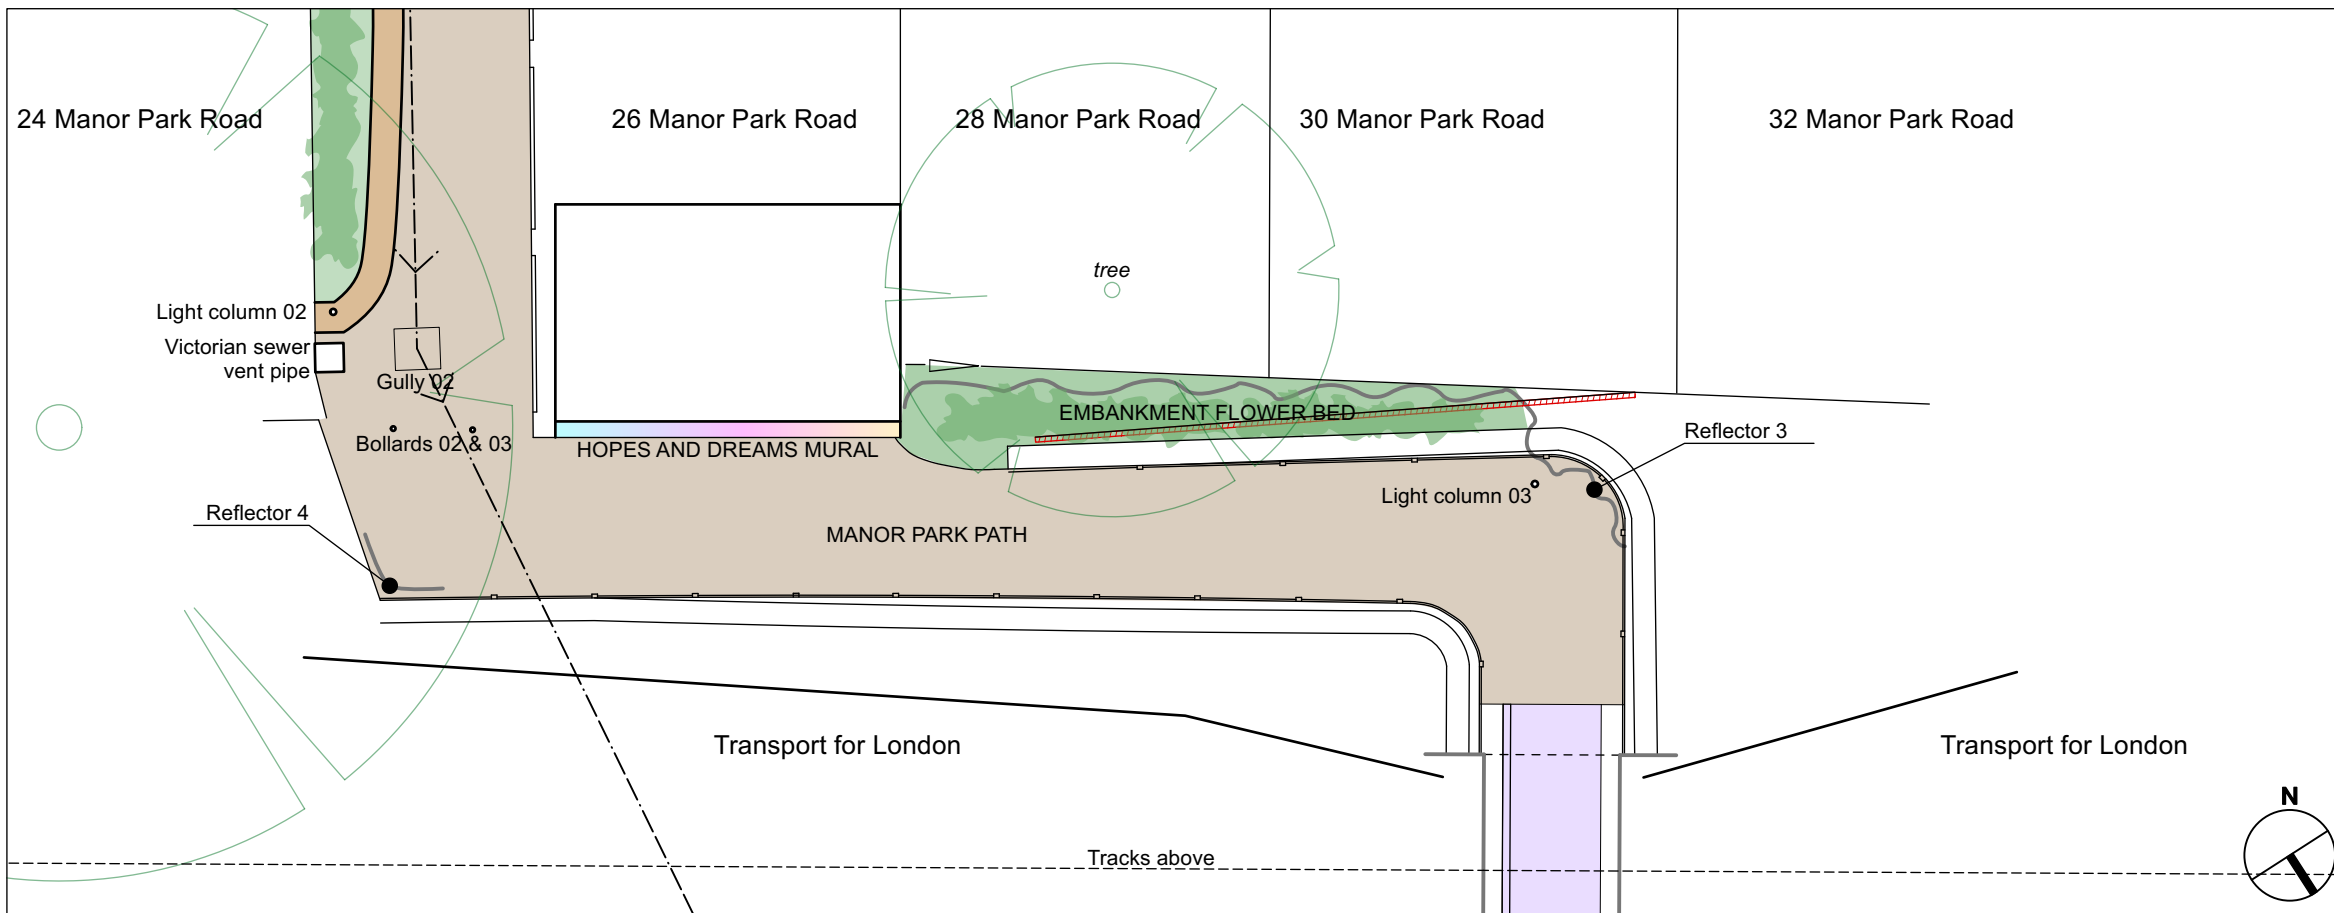 24 Manor Park Road
26 Manor Park Road
28 Manor Park Road
30 Manor Park Road
32 Manor Park Road
tree
Light column 02
Victorian sewer
vent pipe
Gully 02
Bollards 02 & 03
HOPES AND DREAMS MURAL
EMBANKMENT FLOWER BED
Reflector 3
Light column 03
Reflector 4
MANOR PARK PATH
Transport for London
Transport for London
N
Tracks above